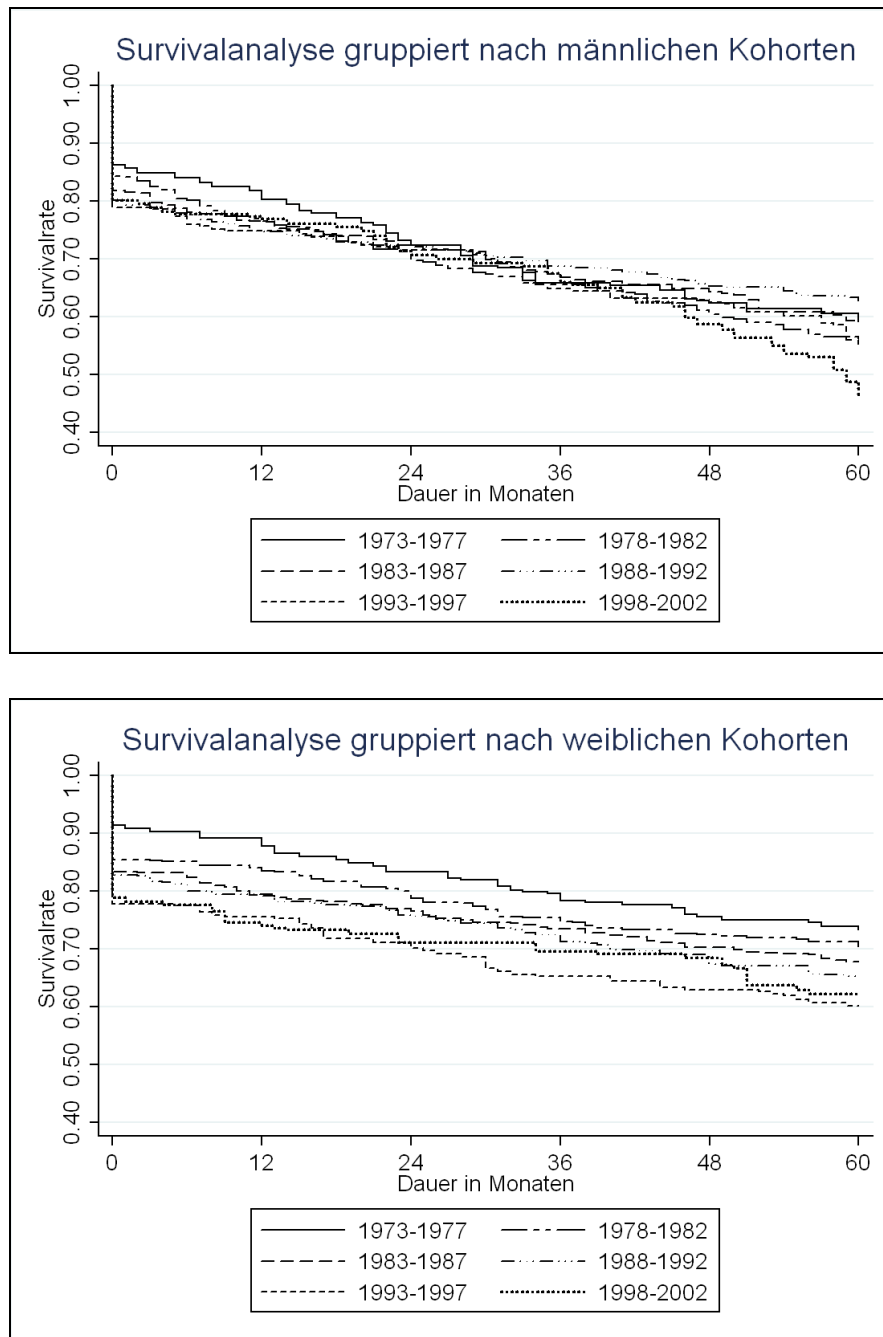 Survivalanalyse gruppiert nach männlichen Kohorten
1.00
0.90
0.80
0.70
0.60
0.50
0.40
Survivalrate
0 12 24 36 48 60
Dauer in Monaten
1973-1977 1978-1982
1983-1987 1988-1992
1993-1997 1998-2002
Survivalanalyse gruppiert nach weiblichen Kohorten
1.00
0.90
0.80
0.70
0.60
0.50
0.40
Survivalrate
0 12 24 36 48 60
Dauer in Monaten
1973-1977 1978-1982
1983-1987 1988-1992
1993-1997 1998-2002